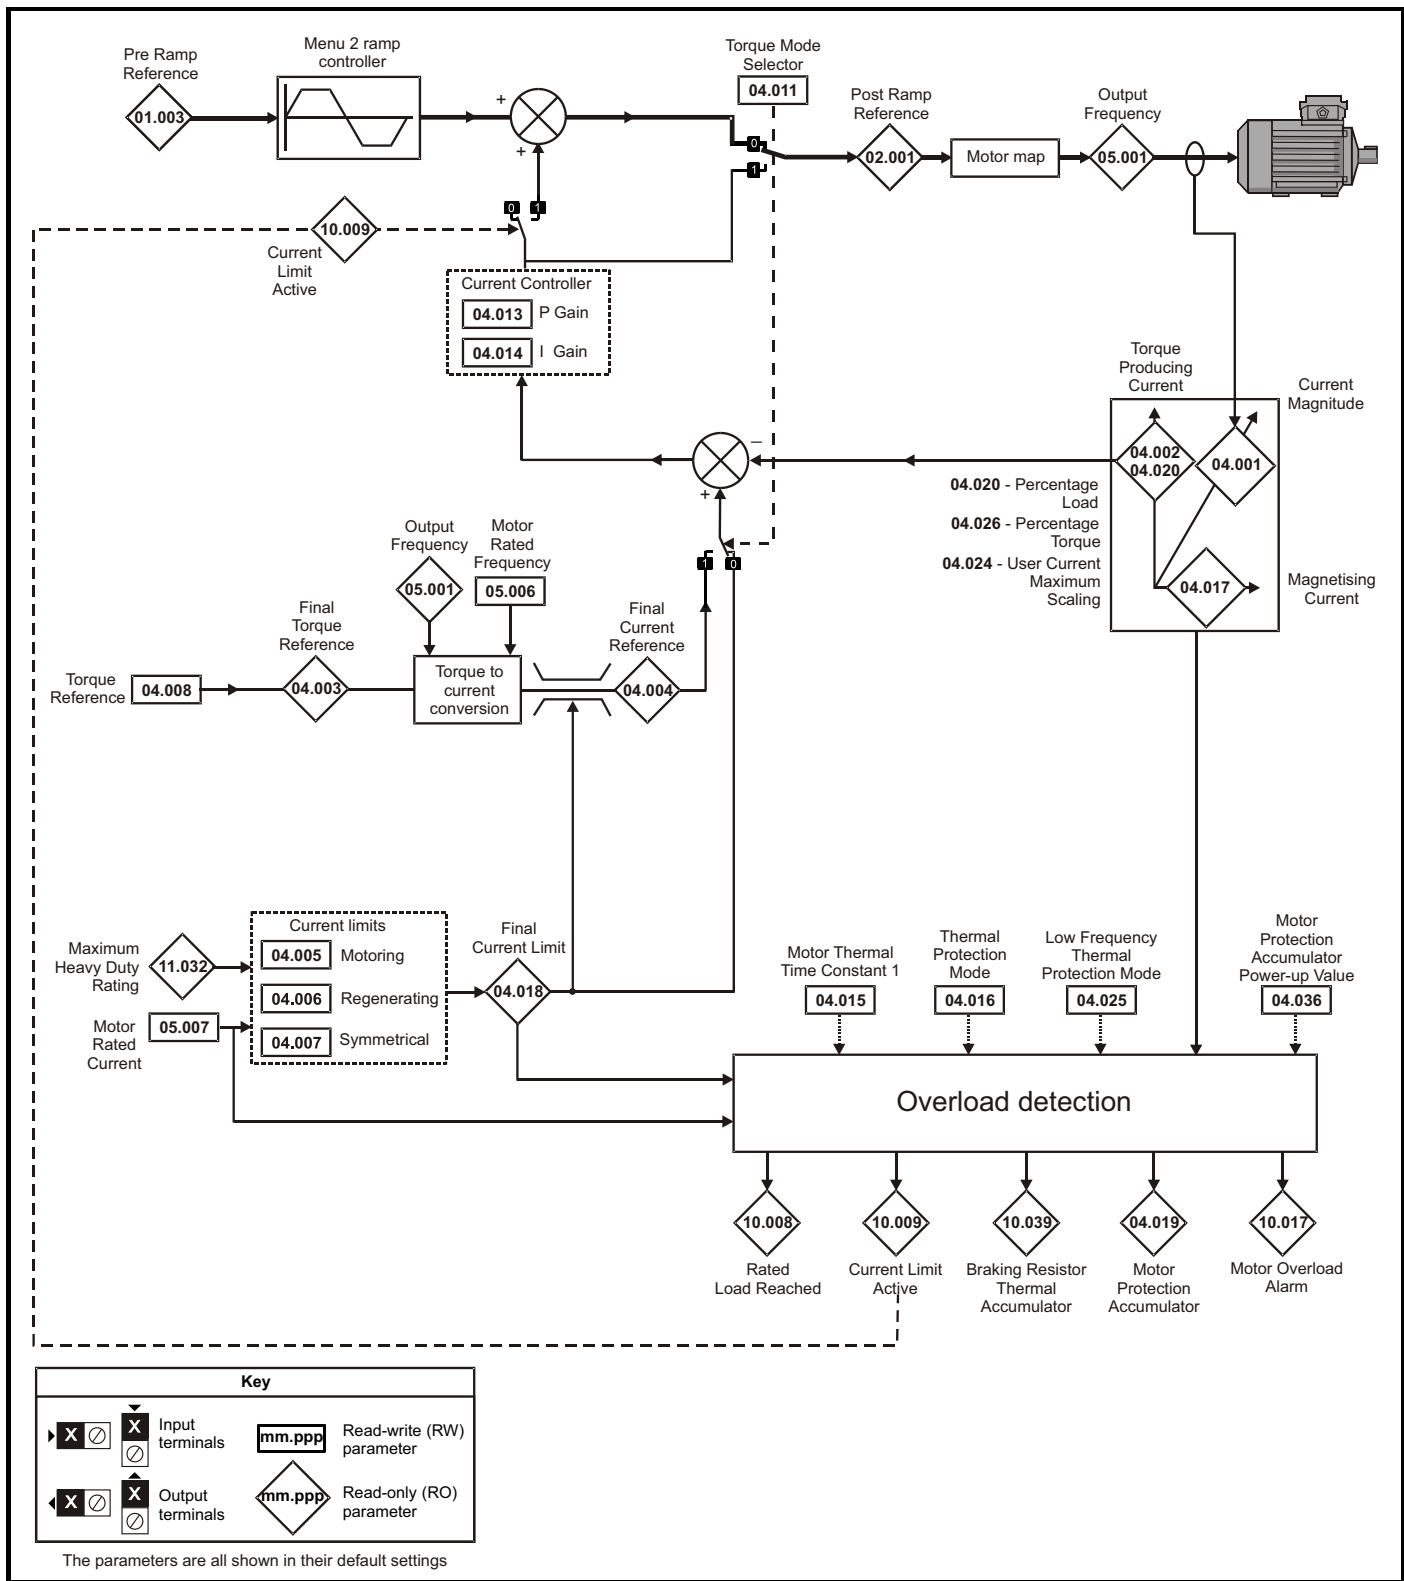 Pre Ramp
Reference
01.003
Menu 2 ramp
controller
+
+
Torque Mode
Selector
04.011
0
1
Post Ramp
Reference
02.001
Motor map
Output
Frequency
05.001
0
1
10.009
Current
Limit
Active
Current Controller
04.013 P Gain
04.014 I Gain
Torque
Producing
Current
04.002
04.020
Current
Magnitude
04.001
04.017
Magnetising
Current
04.020 - Percentage
Load
04.026 - Percentage
Torque
04.024 - User Current
Maximum
Scaling
–
+
1
0
Output
Frequency
05.001
Motor
Rated
Frequency
05.006
Torque
Reference
04.008
Final
Torque
Reference
04.003
Torque to
current
conversion
Final
Current
Reference
04.004
Maximum
Heavy Duty
Rating
11.032
Motor
Rated
Current
05.007
Current limits
04.005 Motoring
04.006 Regenerating
04.007 Symmetrical
Final
Current Limit
04.018
Motor Thermal
Time Constant 1
04.015
Thermal
Protection
Mode
04.016
Low Frequency
Thermal
Protection Mode
04.025
Motor
Protection
Accumulator
Power-up Value
04.036
Overload detection
10.008
Rated
Load Reached
10.009
Current Limit
Active
10.039
Braking Resistor
Thermal
Accumulator
04.019
Motor
Protection
Accumulator
10.017
Motor Overload
Alarm
Key
X
X
Input
terminals
mm.ppp
Read-write (RW)
parameter
X
X
Output
terminals
mm.ppp
Read-only (RO)
parameter
The parameters are all shown in their default settings